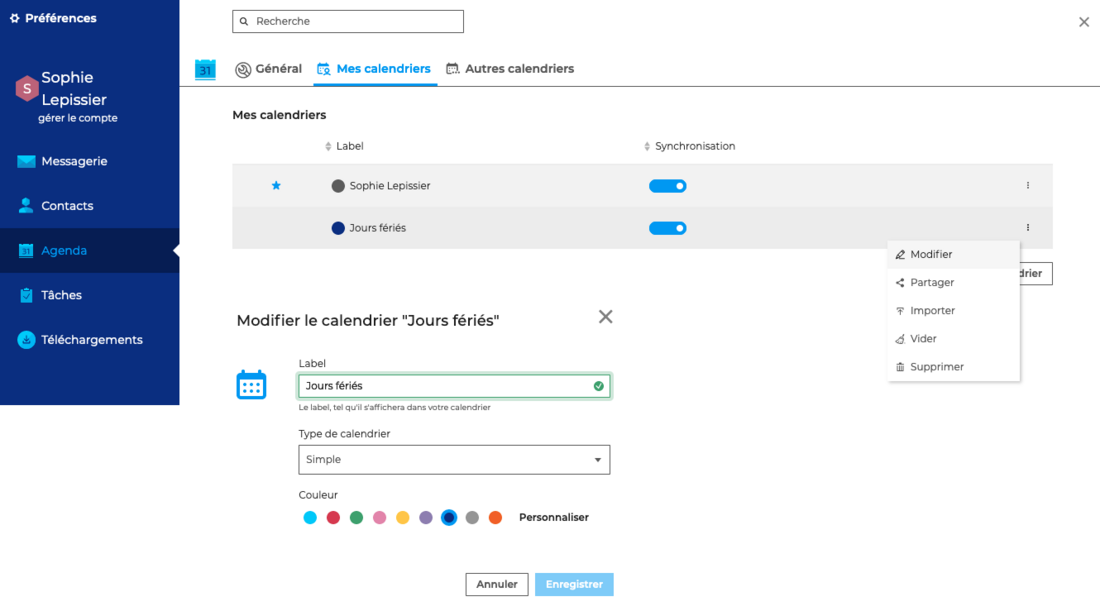 Préférences
Recherche
31
Général
Mes calendriers
Autres calendriers
S
Sophie
Lepissier
gérer le compte
Messagerie
Contacts
31
Agenda
Tâches
Téléchargements
Mes calendriers
Label
Synchronisation
Sophie Lepissier
Jours fériés
Modifier
Partager
Importer
Vider
Supprimer
drier
Modifier le calendrier "Jours fériés"
Label
Jours fériés
Le label, tel qu'il s'affichera dans votre calendrier
Type de calendrier
Simple
Couleur
Personnaliser
Annuler
Enregistrer